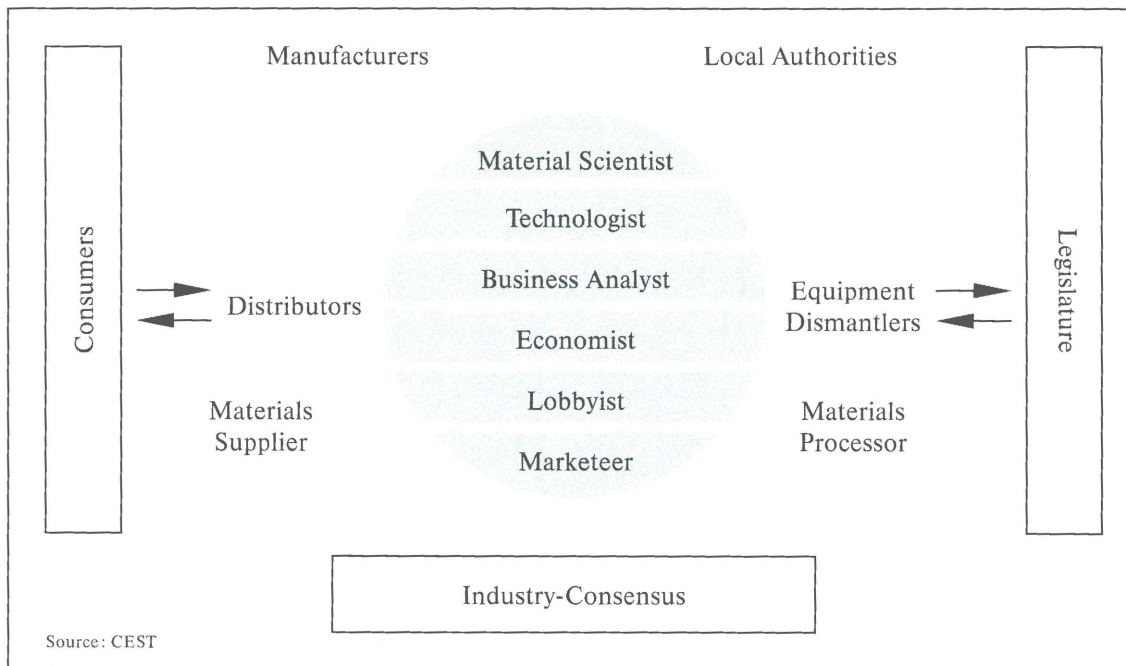 Manufacturers
Local Authorities
Consumers
Material Scientist
Technologist
Business Analyst
Economist
Lobbyist
Marketeer
Distributors
Materials
Supplier
Equipment
Dismantlers
Materials
Processor
Legislature
Industry-Consensus
Source: CEST